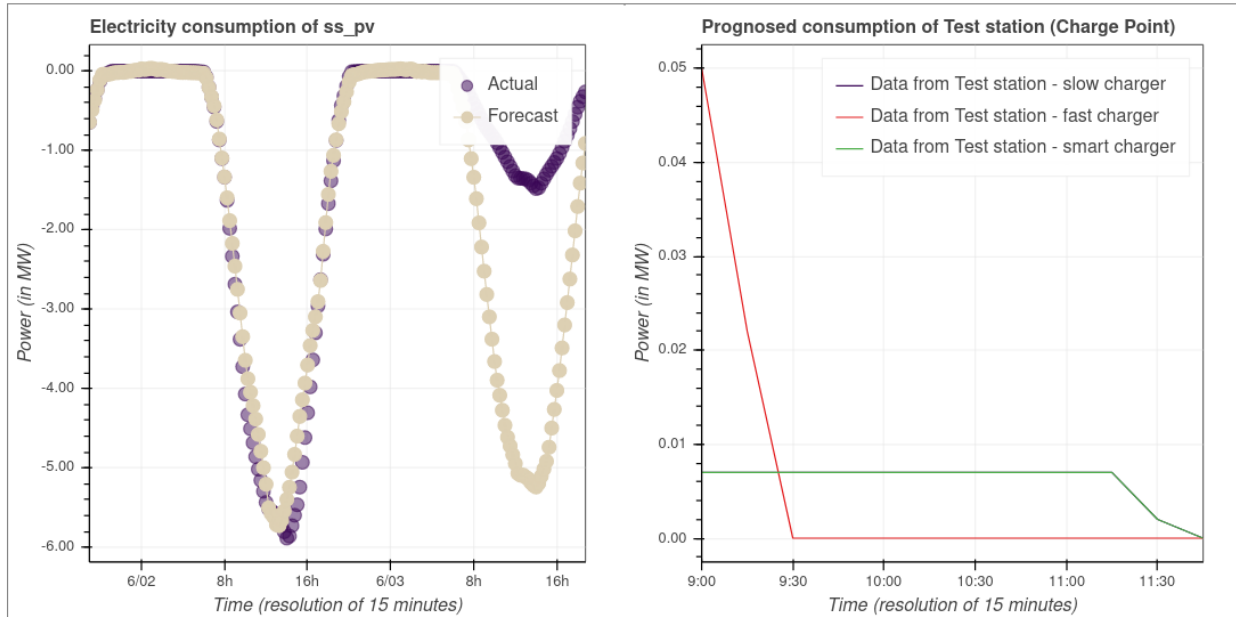 Electricity consumption of ss_pv
Actual
Forecast
0.00
-1.00
-2.00
-3.00
-4.00
-5.00
-6.00
Power (in MW)
6/02
8h
16h
6/03
8h
16h
Time (resolution of 15 minutes)
Prognosed consumption of Test station (Charge Point)
Data from Test station - slow charger
Data from Test station - fast charger
Data from Test station - smart charger
0.05
0.04
0.03
0.02
0.01
0.00
Power (in MW)
9:00
9:30
10:00
10:30
11:00
11:30
Time (resolution of 15 minutes)